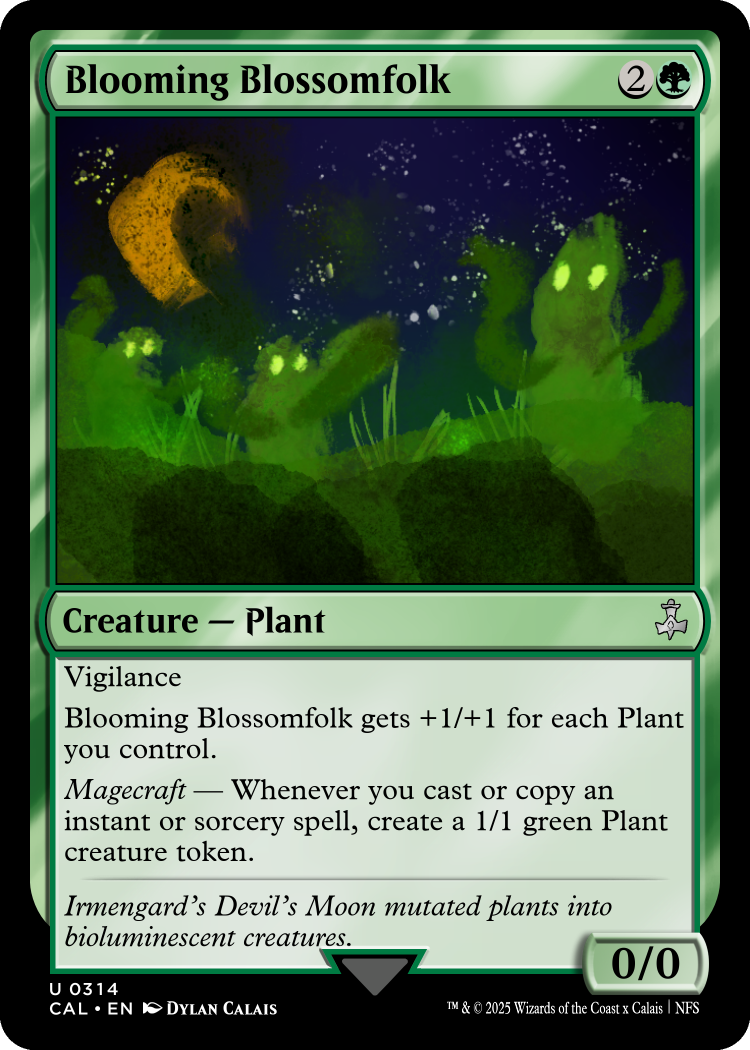 Blooming Blossomfolk 2
Creature — Plant
Vigilance
Blooming Blossomfolk gets +1/+1 for each Plant
you control.
Magecraft — Whenever you cast or copy an
instant or sorcery spell, create a 1/1 green Plant
creature token.
Irmengard's Devil's Moon mutated plants into
bioluminescent creatures.
0/0
U 0314
CAL • EN Dylan Calais
™ & © 2025 Wizards of the Coast x Calais | NFS